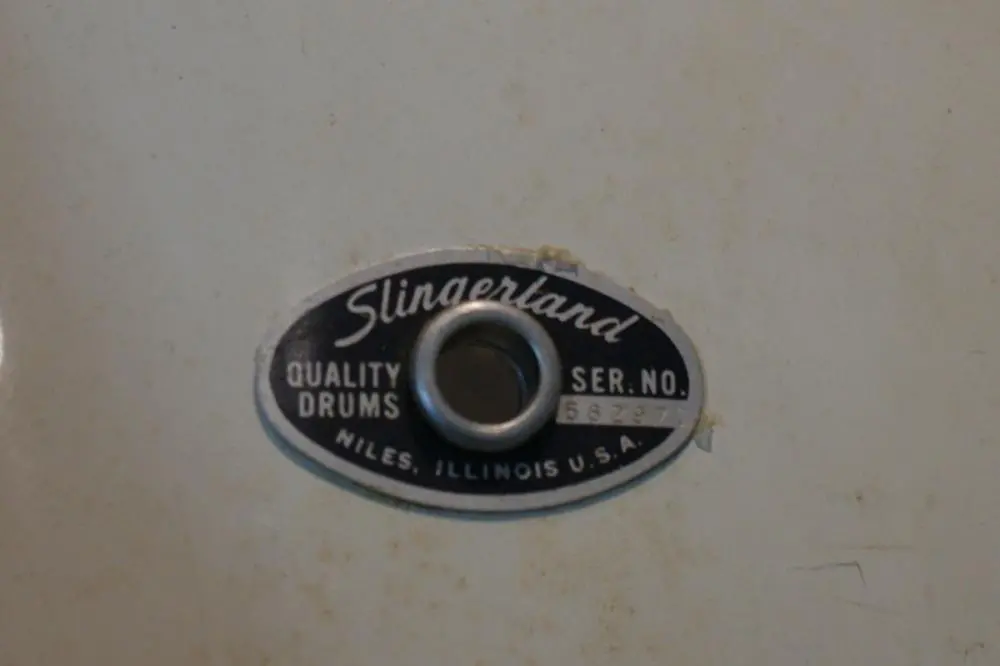 Slingerland
QUALITY DRUMS
SER. NO.
NILES, ILLINOIS U.S.A.